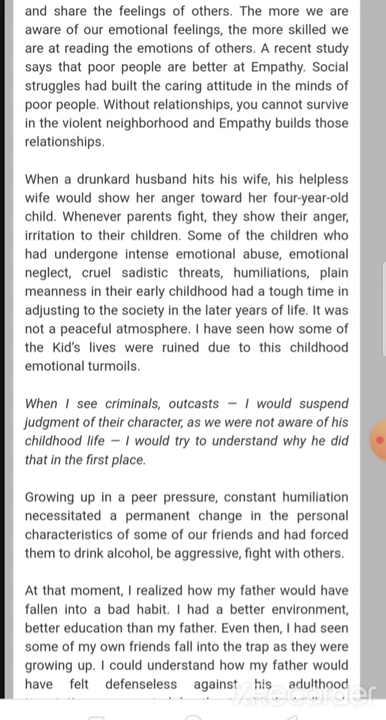 and share the feelings of others. The more we are
aware of our emotional feelings, the more skilled we
are at reading the emotions of others. A recent study
says that poor people are better at Empathy. Social
struggles had built the caring attitude in the minds of
poor people. Without relationships, you cannot survive
in the violent neighborhood and Empathy builds those
relationships.
When a drunkard husband hits his wife, his helpless
wife would show her anger toward her four-year-old
child. Whenever parents fight, they show their anger,
irritation to their children. Some of the children who
had undergone intense emotional abuse, emotional
neglect, cruel sadistic threats, humiliations, plain
meanness in their early childhood had a tough time in
adjusting to the society in the later years of life. It was
not a peaceful atmosphere. I have seen how some of
the Kid's lives were ruined due to this childhood
emotional turmoils.
When I see criminals, outcasts — I would suspend
judgment of their character, as we were not aware of his
childhood life — I would try to understand why he did
that in the first place.
Growing up in a peer pressure, constant humiliation
necessitated a permanent change in the personal
characteristics of some of our friends and had forced
them to drink alcohol, be aggressive, fight with others.
At that moment, I realized how my father would have
fallen into a bad habit. I had a better environment,
better education than my father. Even then, I had seen
some of my own friends fall into the trap as they were
growing up. I could understand how my father would
have felt defenseless against his adulthood